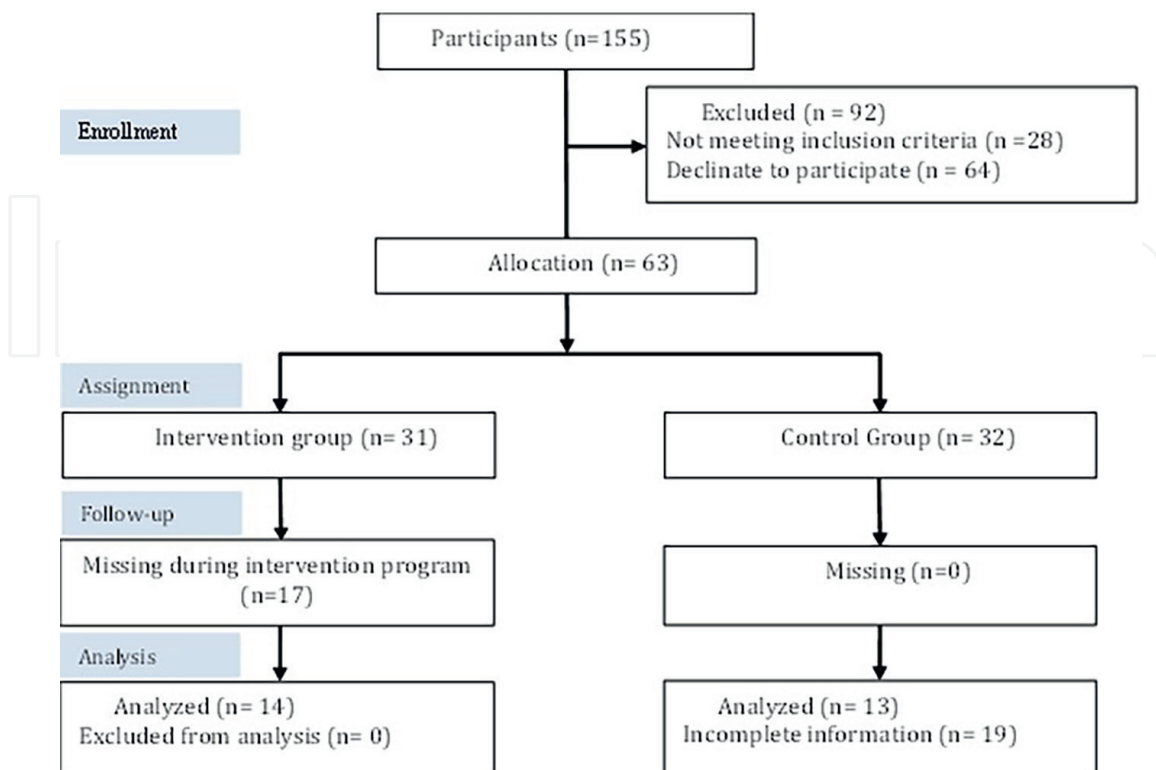 Participants (n=155)
Enrollment
Excluded (n = 92)
Not meeting inclusion criteria (n =28)
Declinate to participate (n = 64)
Allocation (n= 63)
Assignment
Intervention group (n= 31)
Control Group (n= 32)
Follow-up
Missing during intervention program
(n=17)
Missing (n=0)
Analysis
Analyzed (n= 14)
Excluded from analysis (n= 0)
Analyzed (n= 13)
Incomplete information (n= 19)